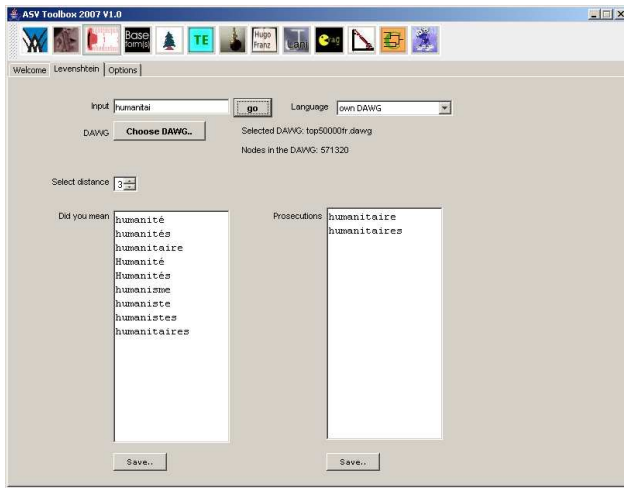 ASV Toolbox 2007 V1.0
Base
form(s)
TE
Hugo
Franz
Welcome Levenshtein Options
Input humanitai go Language own DAWG
DAWG Choose DAWG.. Selected DAWG: top50000fr.dawg
Nodes in the DAWG: 571320
Select distance 3
Did you mean Prosecutions
humanité humanitaire
humanités humanitaires
humanitaire
Humanité
Humanités
humanisme
humaniste
humanistes
humanitaires
Save.. Save..